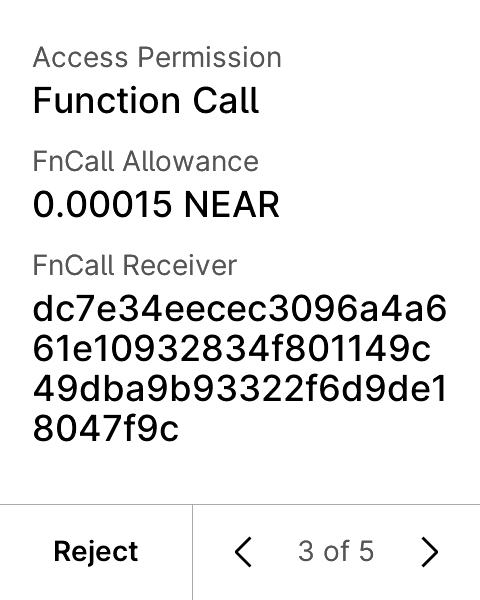 Access Permission
Function Call
FnCall Allowance
0.00015 NEAR
FnCall Receiver
dc7e34eecec3096a4a6
61e10932834f801149c
49dba9b93322f6d9de1
8047f9c
Reject
3 of 5